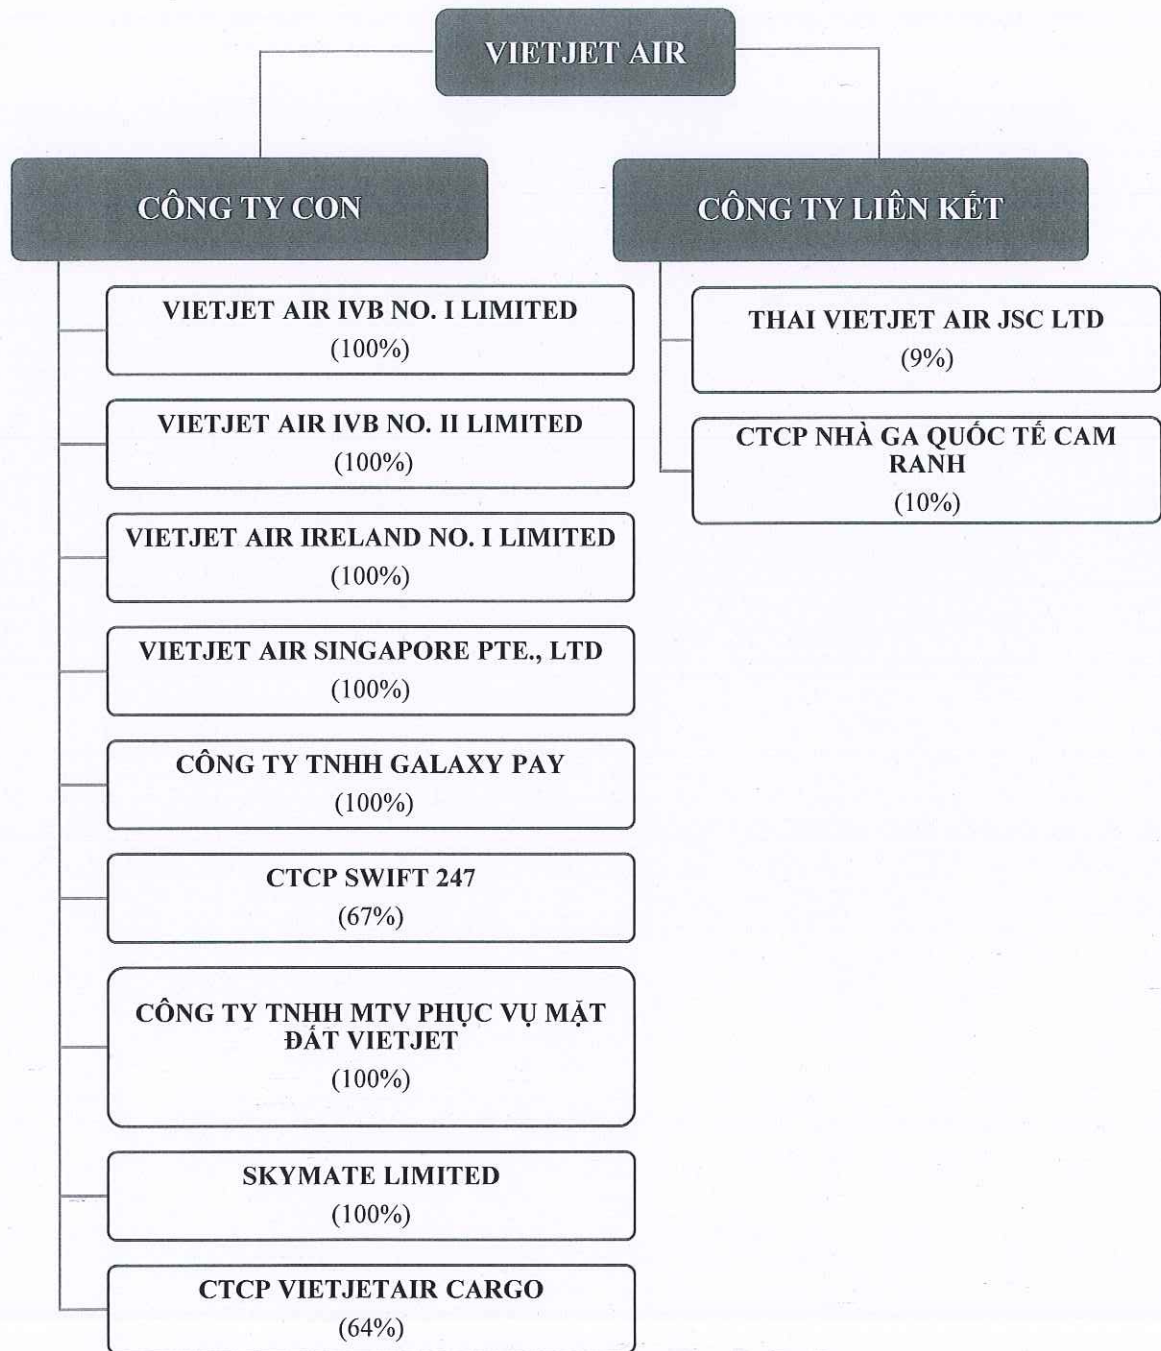 VIETJET AIR
CÔNG TY CON
VIETJET AIR IVB NO. I LIMITED
(100%)
VIETJET AIR IVB NO. II LIMITED
(100%)
VIETJET AIR IRELAND NO. I LIMITED
(100%)
VIETJET AIR SINGAPORE PTE., LTD
(100%)
CÔNG TY TNHH GALAXY PAY
(100%)
CTCP SWIFT 247
(67%)
CÔNG TY TNHH MTV PHỤC VỤ MẶT
ĐẤT VIETJET
(100%)
SKYMATE LIMITED
(100%)
CTCP VIETJETAIR CARGO
(64%)
CÔNG TY LIÊN KẾT
THAI VIETJET AIR JSC LTD
(9%)
CTCP NHÀ GA QUỐC TẾ CAM
RANH
(10%)